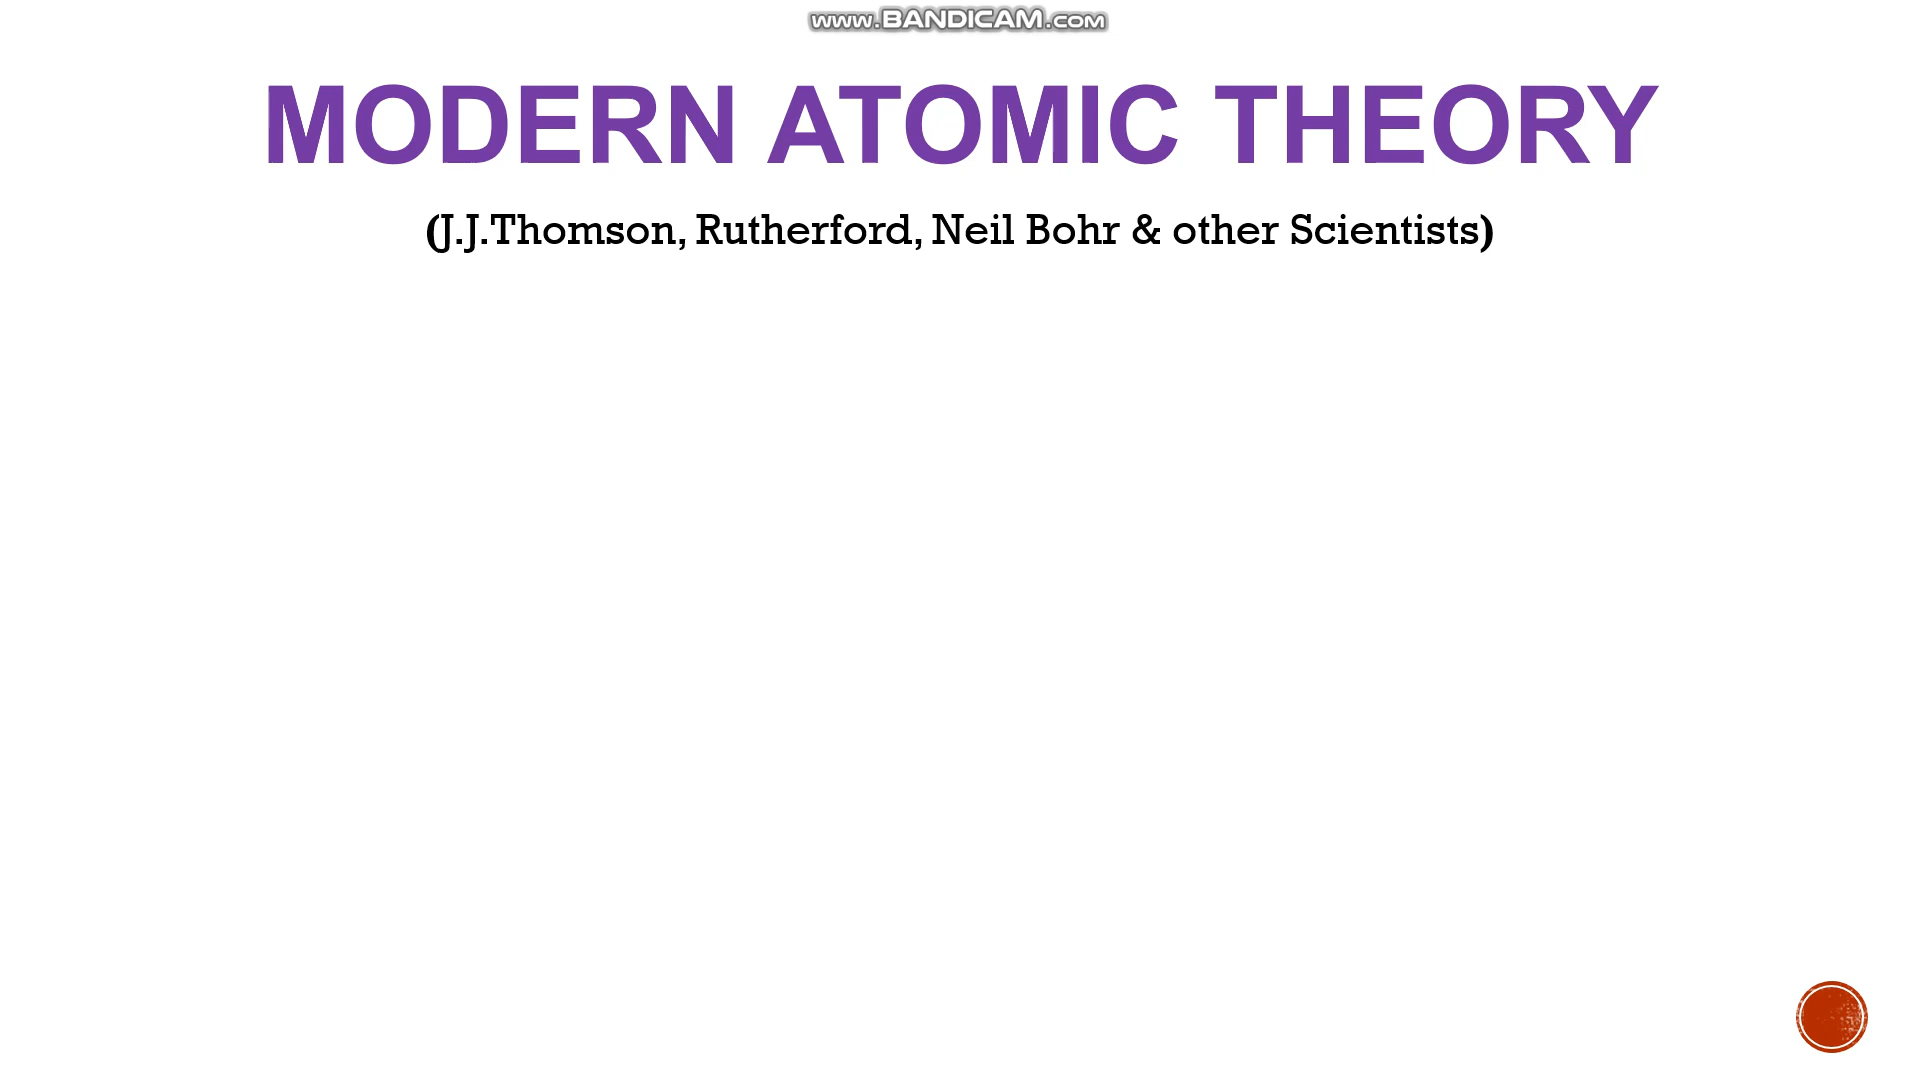 www.BANDICAM.com
MODERN ATOMIC THEORY
(J.J.Thomson, Rutherford, Neil Bohr & other Scientists)